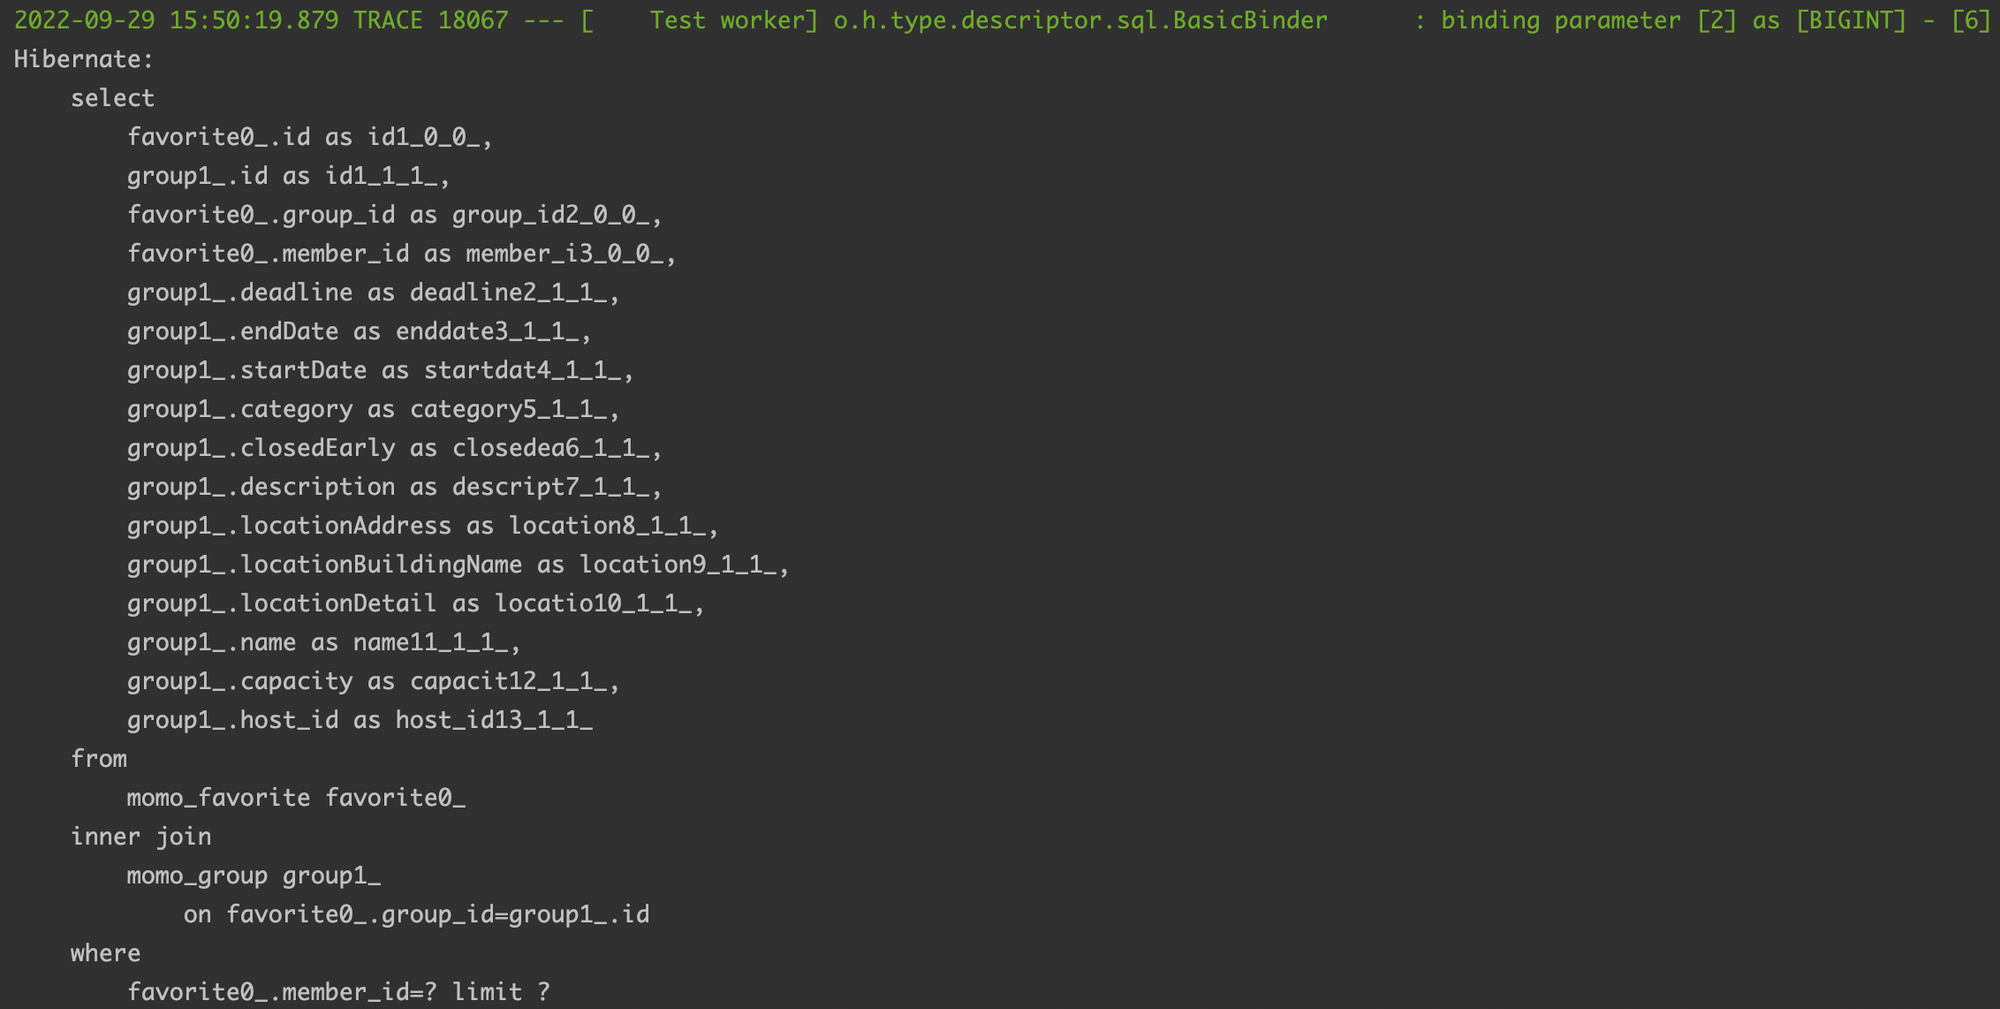 2022-09-29 15:50:19.879 TRACE 18067 --- [    Test worker] o.h.type.descriptor.sql.BasicBinder      : binding parameter [2] as [BIGINT] - [6]
Hibernate:
    select
        favorite0_.id as id1_0_0_,
        group1_.id as id1_1_1_,
        favorite0_.group_id as group_id2_0_0_,
        favorite0_.member_id as member_i3_0_0_,
        group1_.deadline as deadline2_1_1_,
        group1_.endDate as enddate3_1_1_,
        group1_.startDate as startdat4_1_1_,
        group1_.category as category5_1_1_,
        group1_.closedEarly as closedea6_1_1_,
        group1_.description as descript7_1_1_,
        group1_.locationAddress as location8_1_1_,
        group1_.locationBuildingName as location9_1_1_,
        group1_.locationDetail as locatio10_1_1_,
        group1_.name as name11_1_1_,
        group1_.capacity as capacit12_1_1_,
        group1_.host_id as host_id13_1_1_
    from
        momo_favorite favorite0_
    inner join
        momo_group group1_
            on favorite0_.group_id=group1_.id
    where
        favorite0_.member_id=? limit ?